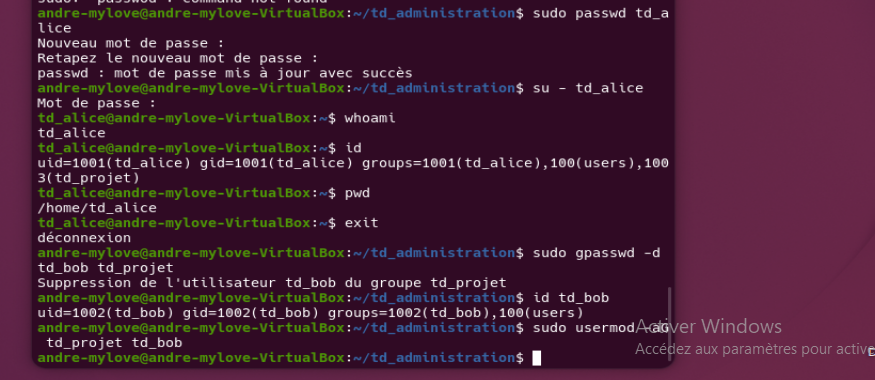 andre-mylove@andre-mylove-VirtualBox:~/td_administration$ sudo passwd td_a
lice
Nouveau mot de passe :
Retapez le nouveau mot de passe :
passwd : mot de passe mis à jour avec succès
andre-mylove@andre-mylove-VirtualBox:~/td_administration$ su - td_alice
Mot de passe :
td_alice@andre-mylove-VirtualBox:~$ whoami
td_alice
td_alice@andre-mylove-VirtualBox:~$ id
uid=1001(td_alice) gid=1001(td_alice) groups=1001(td_alice),100(users),100
3(td_projet)
td_alice@andre-mylove-VirtualBox:~$ pwd
/home/td_alice
td_alice@andre-mylove-VirtualBox:~$ exit
déconnexion
andre-mylove@andre-mylove-VirtualBox:~/td_administration$ sudo gpasswd -d
td_bob td_projet
Suppression de l'utilisateur td_bob du groupe td_projet
andre-mylove@andre-mylove-VirtualBox:~/td_administration$ id td_bob
uid=1002(td_bob) gid=1002(td_bob) groups=1002(td_bob),100(users)
andre-mylove@andre-mylove-VirtualBox:~/td_administration$ sudo usermod -aG
td_projet td_bob
andre-mylove@andre-mylove-VirtualBox:~/td_administration$
Activer Windows
Accédez aux paramètres pour active